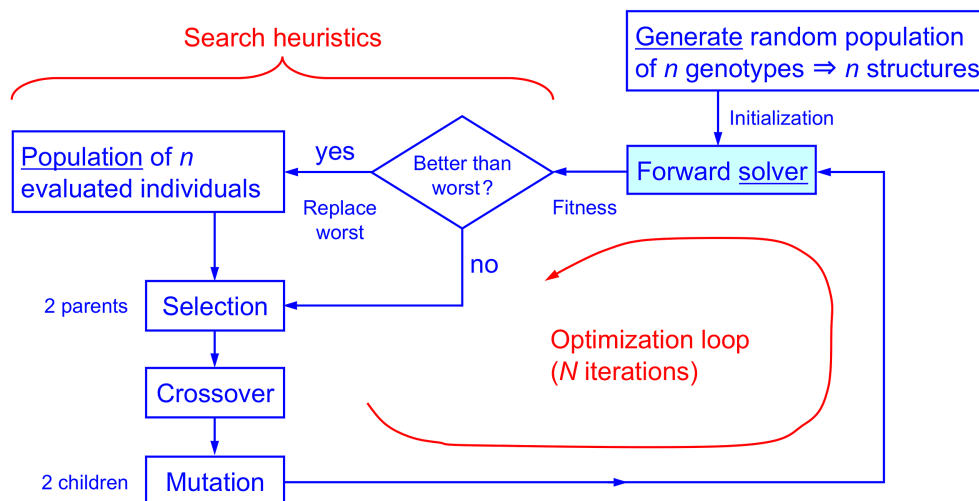 Search heuristics
Generate random population
of n genotypes ⇒ n structures
Initialization
Population of n
evaluated individuals
yes
Replace
worst
Better than
worst?
Fitness
Forward solver
no
2 parents
Selection
Optimization loop
(N iterations)
Crossover
2 children
Mutation